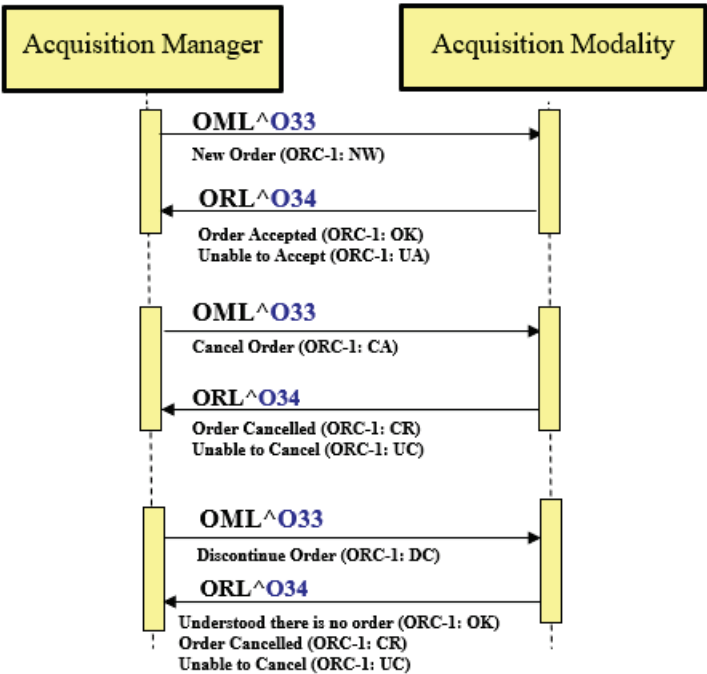 Acquisition Manager
Acquisition Modality
OML^O33
New Order (ORC-1: NW)
ORL^O34
Order Accepted (ORC-1: OK)
Unable to Accept (ORC-1: UA)
OML^O33
Cancel Order (ORC-1: CA)
ORL^O34
Order Cancelled (ORC-1: CR)
Unable to Cancel (ORC-1: UC)
OML^O33
Discontinue Order (ORC-1: DC)
ORL^O34
Understood there is no order (ORC-1: OK)
Order Cancelled (ORC-1: CR)
Unable to Cancel (ORC-1: UC)